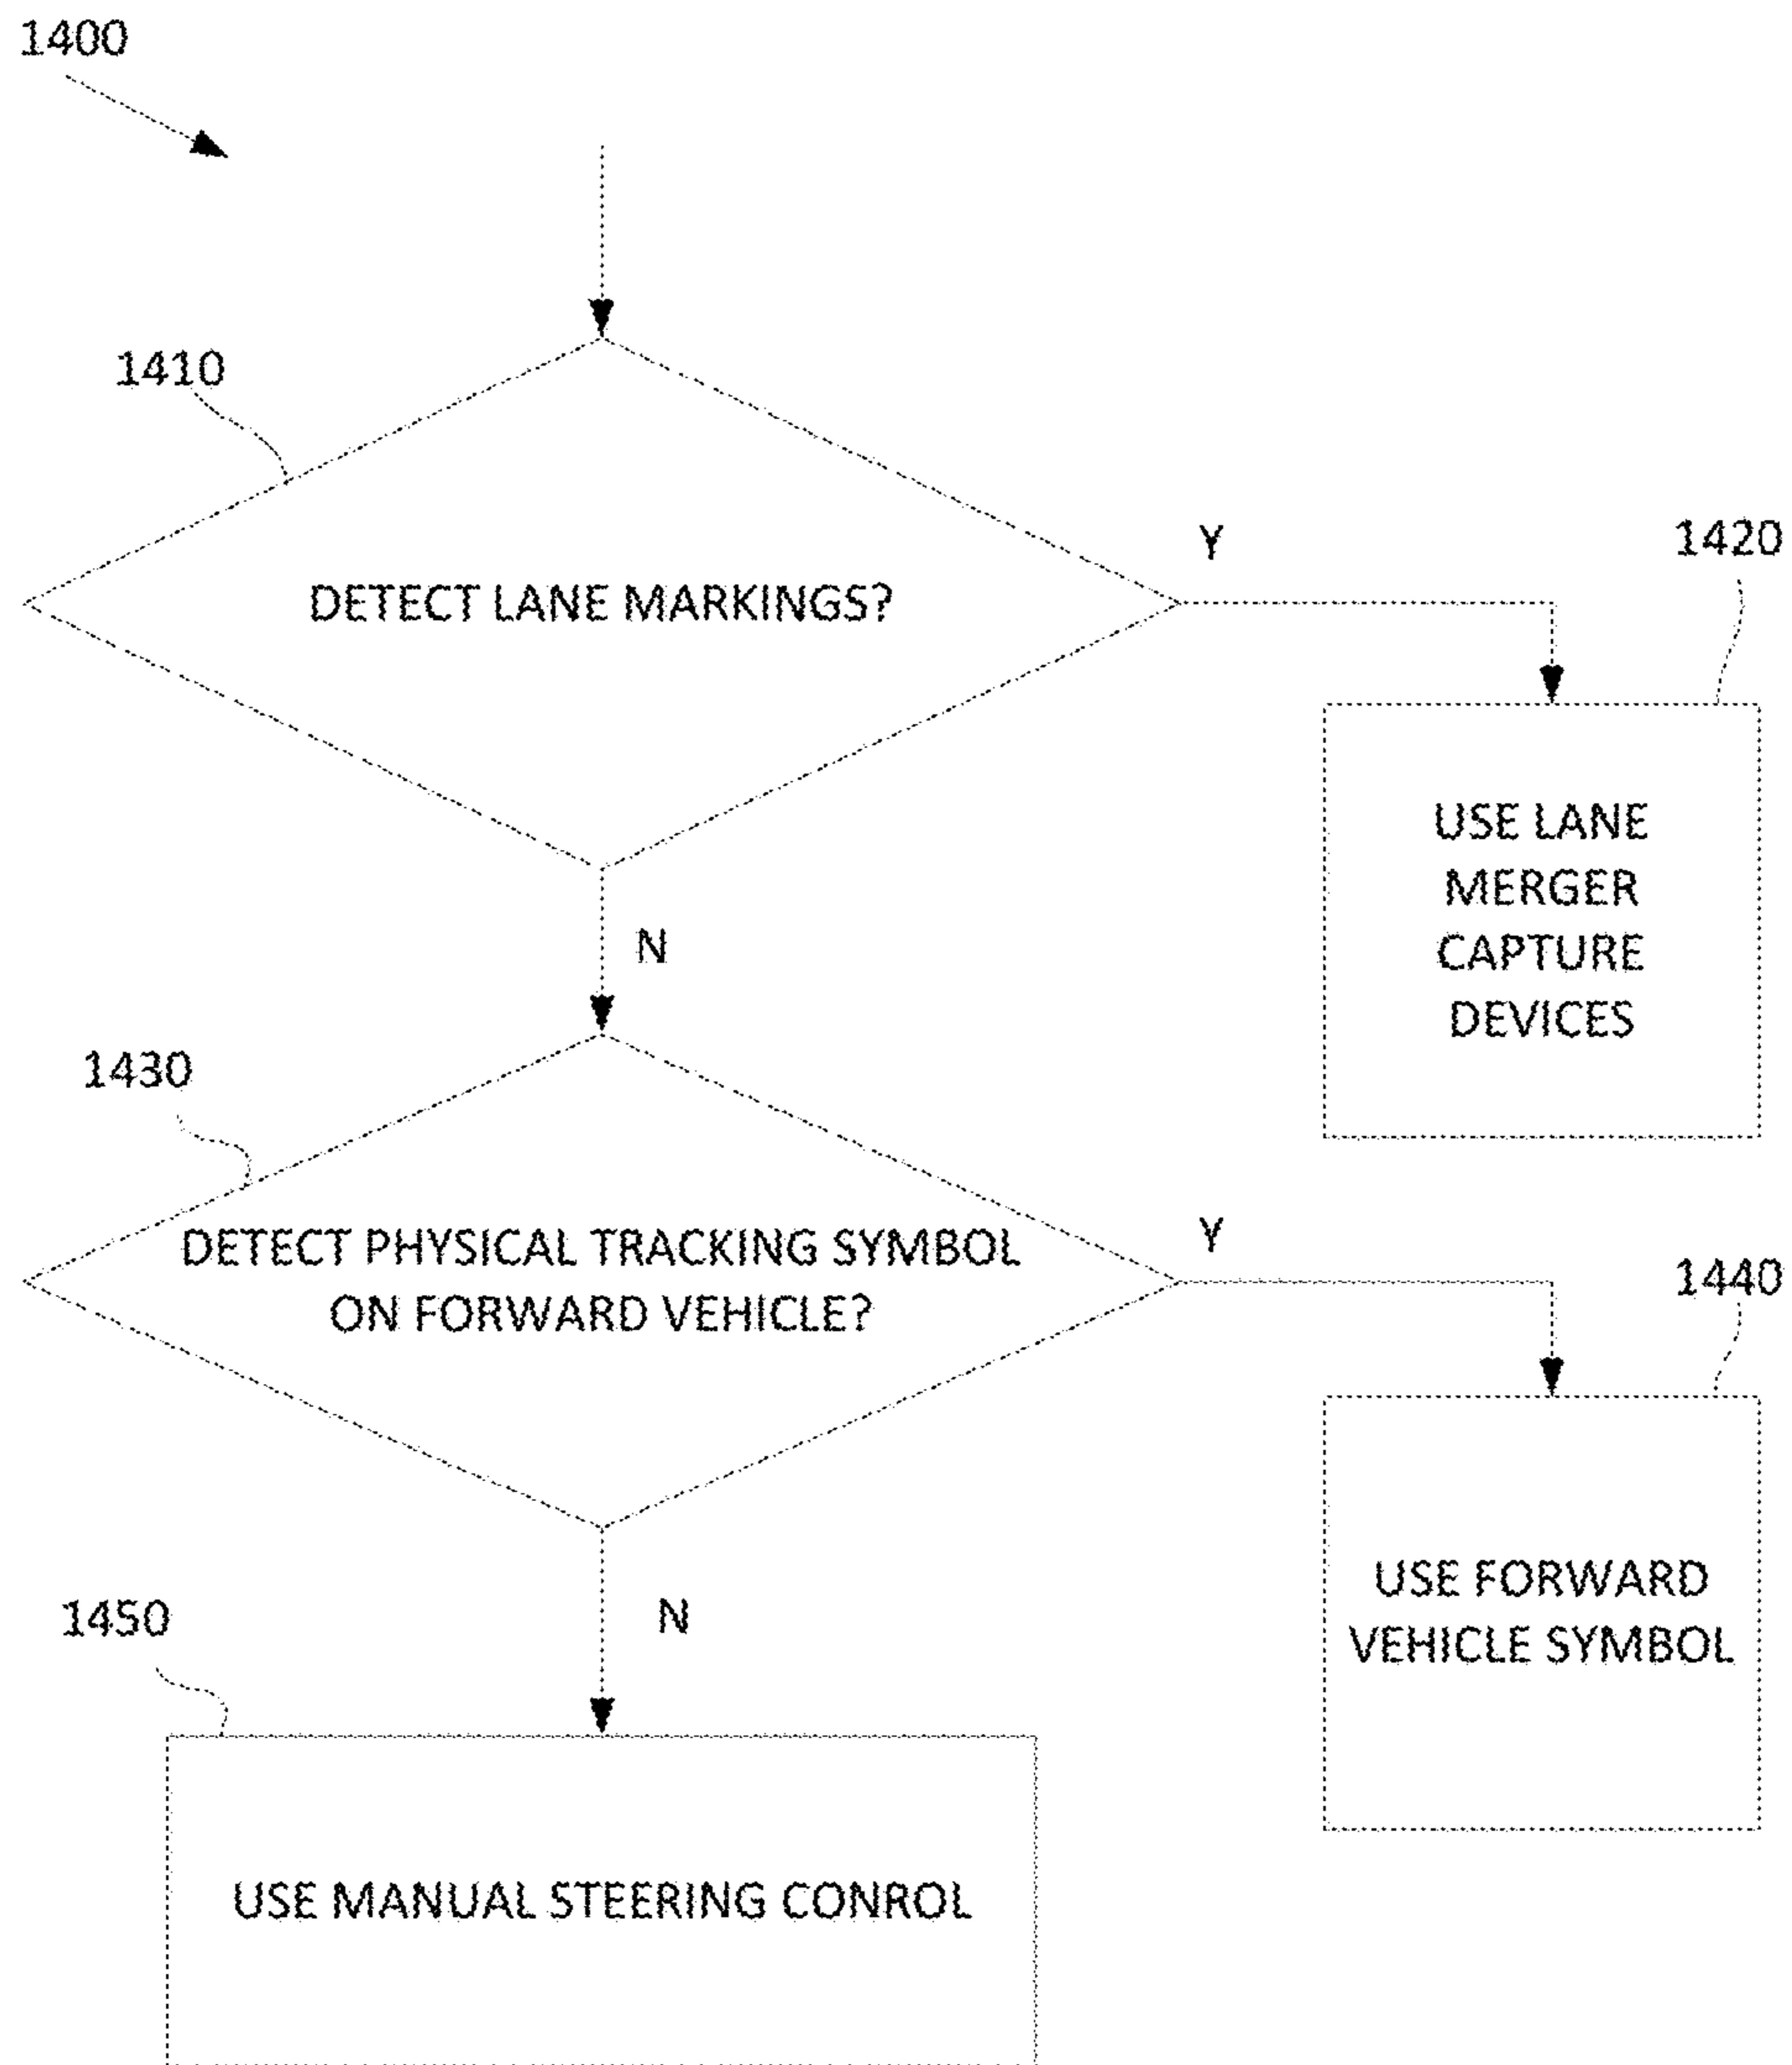 1400
1410
DETECT LANE MARKINGS?
Y
1420
USE LANE
MERGER
CAPTURE
DEVICES
N
1430
DETECT PHYSICAL TRACKING SYMBOL
ON FORWARD VEHICLE?
Y
1440
USE FORWARD
VEHICLE SYMBOL
N
1450
USE MANUAL STEERING CONROL